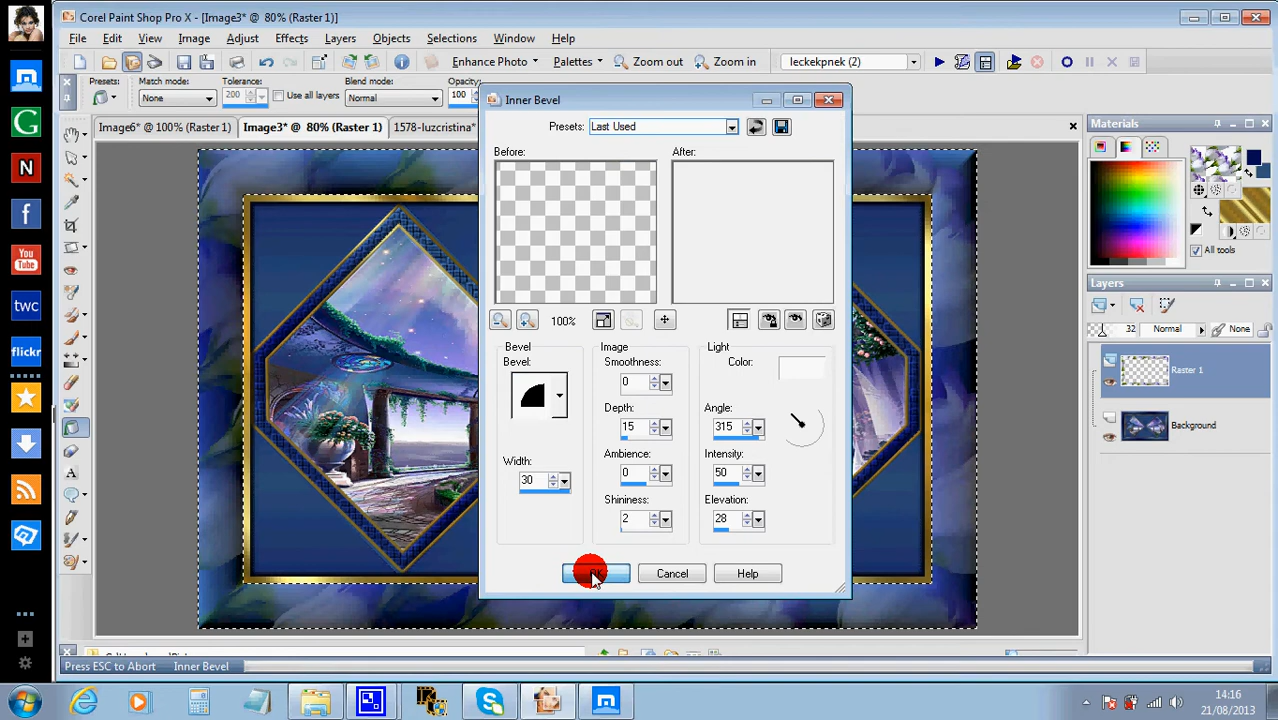 Corel Paint Shop Pro X - [Image3* @ 80% (Raster 1)]
File Edit View Image Adjust Effects Layers Objects Selections Window Help
Enhance Photo Palettes Zoom out Zoom in leckekpnek (2)
Presets: Match mode: Tolerance: Blend mode: Opacity:
None 200 Use all layers Normal 100
Image6* @ 100% (Raster 1) Image3* @ 80% (Raster 1) 1578-luzcristina*
Inner Bevel
Presets: Last Used
Before: After:
100%
Bevel Image Light
Bevel: Smoothness: Color:
0
Depth: Angle:
15 315
Width: Ambience: Intensity:
30 0 50
Shininess: Elevation:
2 28
OK Cancel Help
Materials
All tools
Layers
32 Normal None
Raster 1
Background
G
N
f
You
Tube
twc
flickr
Press ESC to Abort Inner Bevel
14:16
21/08/2013